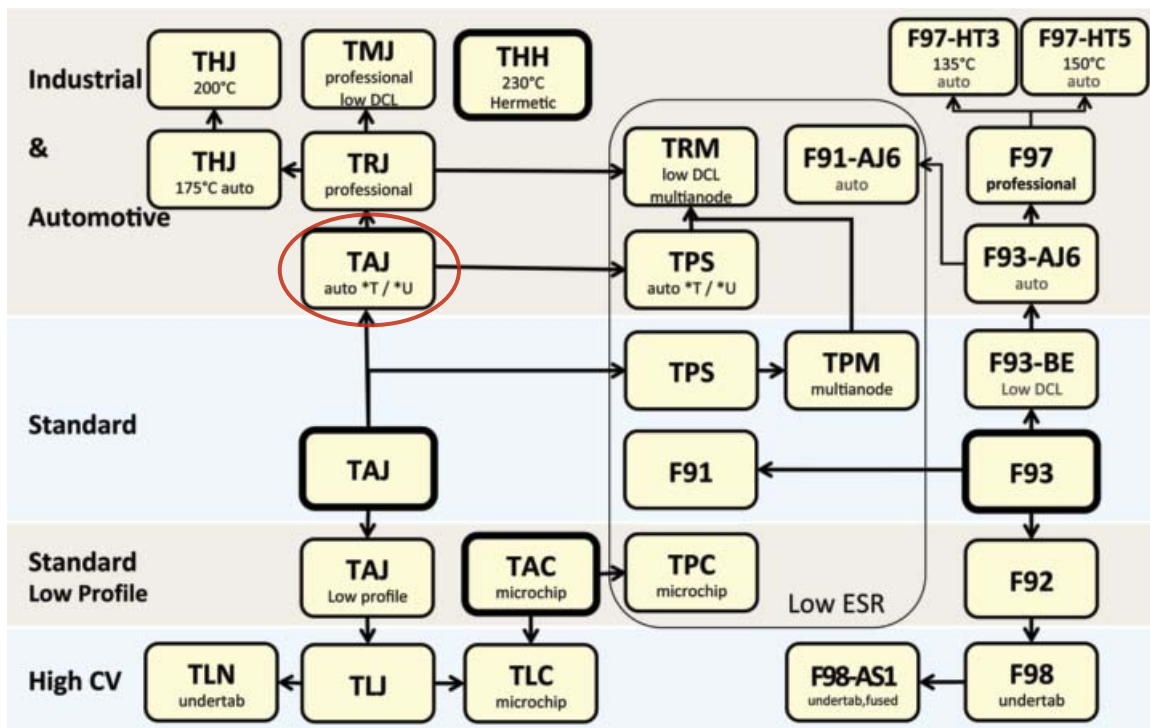 Industrial
&
Automotive
THJ
200°C
TMJ
professional
low DCL
THH
230°C
Hermetic
F97-HT3
135°C
auto
F97-HT5
150°C
auto
THJ
175°C auto
TRJ
professional
TRM
low DCL
multianode
F91-AJ6
auto
F97
professional
TAJ
auto *T / *U
TPS
auto *T / *U
F93-AJ6
auto
Standard
TPS
TPM
multianode
F93-BE
Low DCL
TAJ
F91
F93
Standard
Low Profile
TAJ
Low profile
TAC
microchip
TPC
microchip
Low ESR
F92
High CV
TLN
undertab
TLJ
TLC
microchip
F98-AS1
undertab,fused
F98
undertab